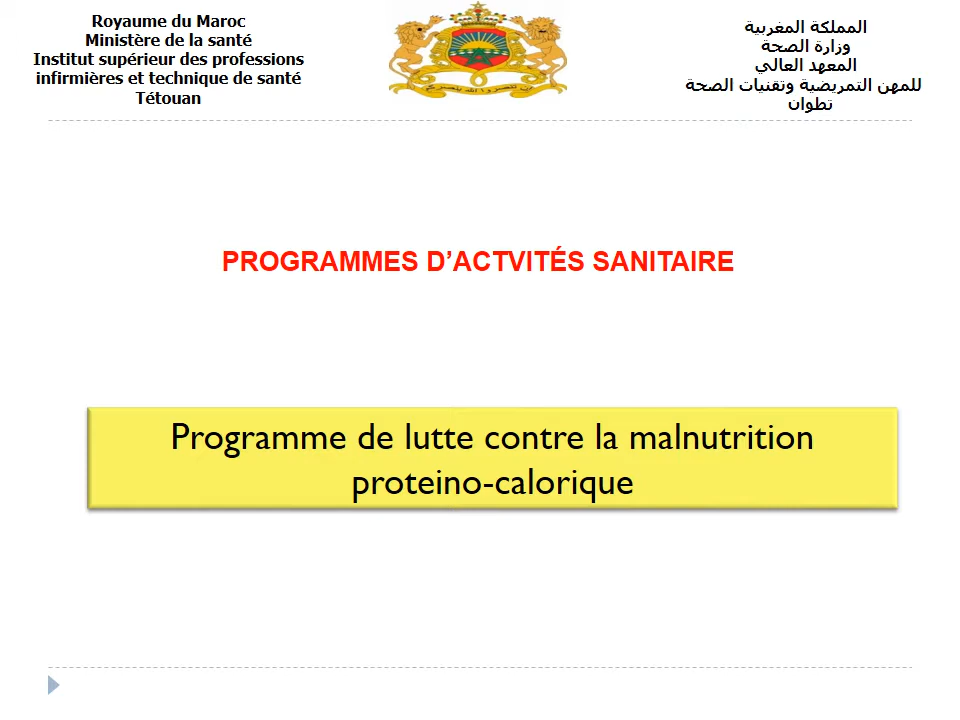 Royaume du Maroc
Ministère de la santé
Institut supérieur des professions
infirmières et technique de santé
Tétouan
المملكة المغربية
وزارة الصحة
المعهد العالي
للمهن التمريضية وتقنيات الصحة
تطوان
PROGRAMMES D’ACTVITÉS SANITAIRE
Programme de lutte contre la malnutrition
proteino-calorique